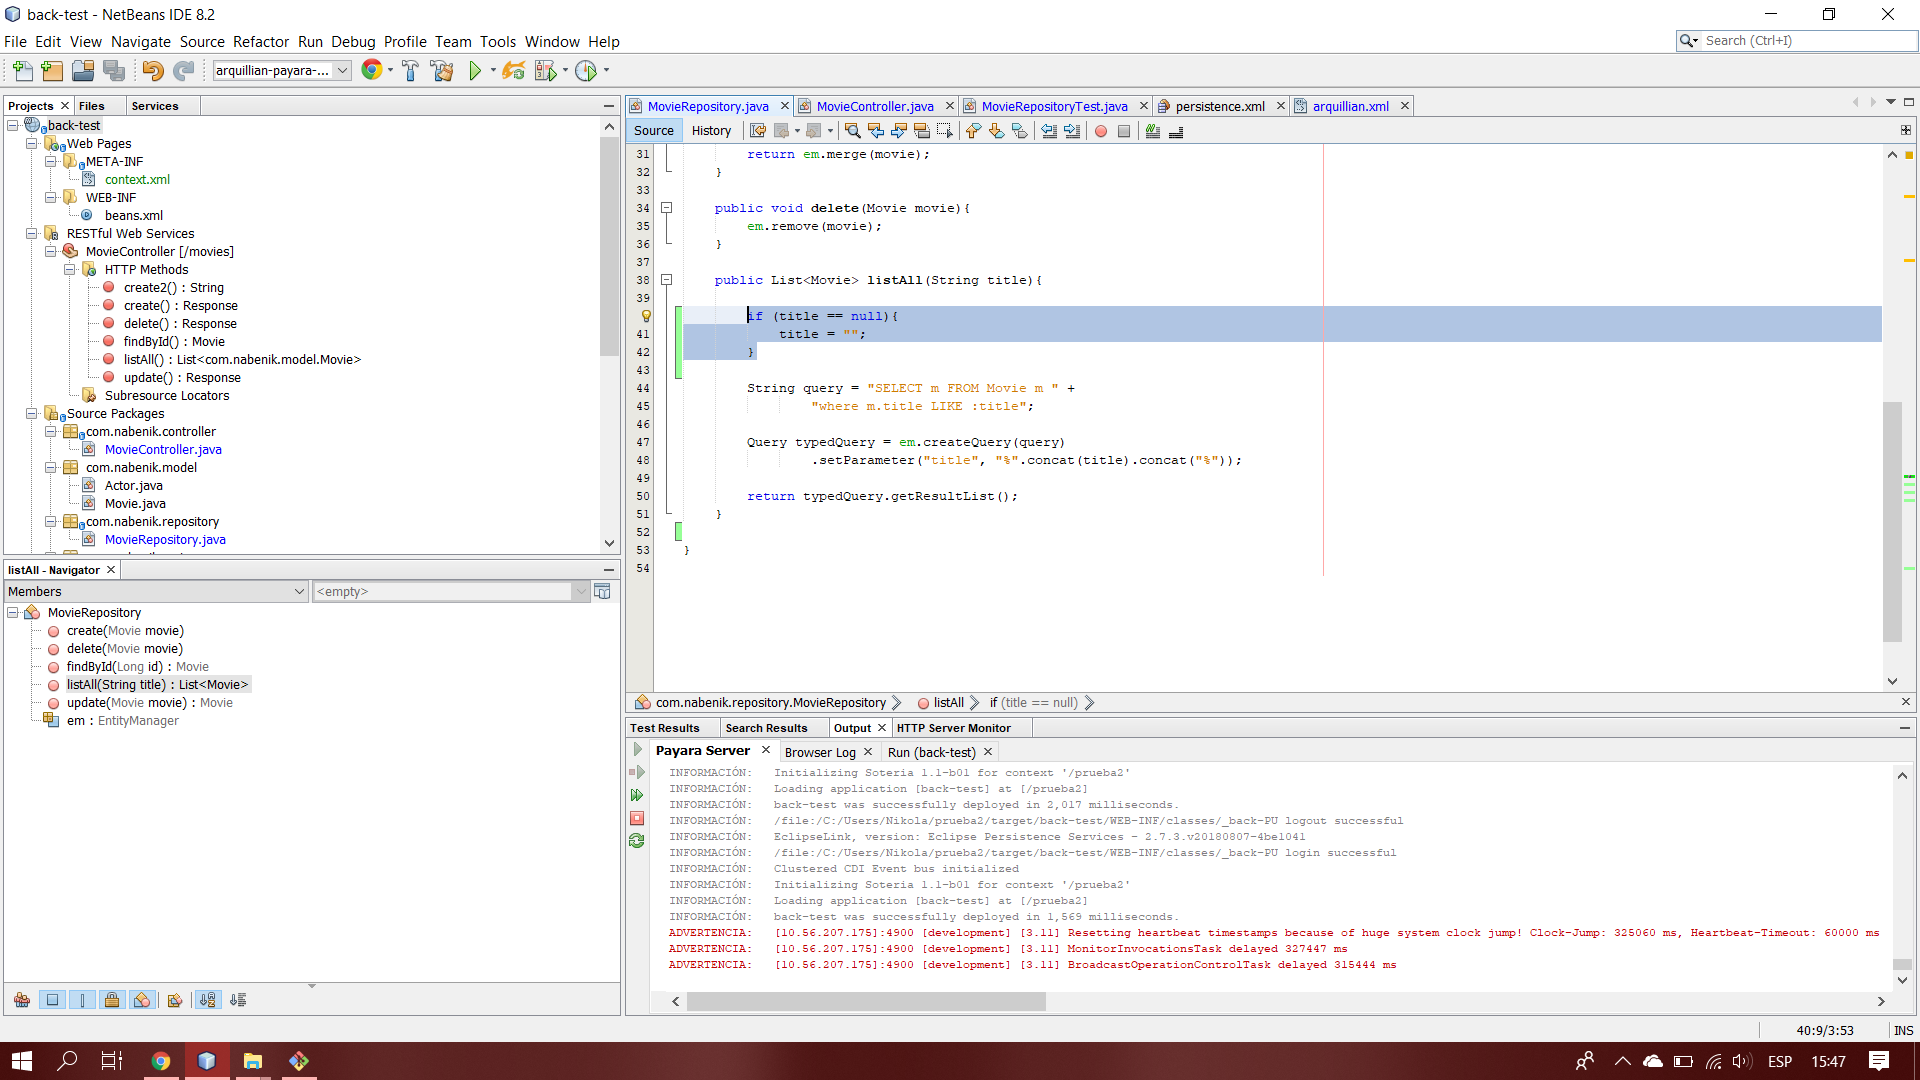 back-test - NetBeans IDE 8.2
File Edit View Navigate Source Refactor Run Debug Profile Team Tools Window Help
Search (Ctrl+I)
arquillian-payara-...
Projects Files Services
back-test
Web Pages
META-INF
context.xml
WEB-INF
beans.xml
RESTful Web Services
MovieController [/movies]
HTTP Methods
create2() : String
create() : Response
delete() : Response
findById() : Movie
listAll() : List<com.nabenik.model.Movie>
update() : Response
Subresource Locators
Source Packages
com.nabenik.controller
MovieController.java
com.nabenik.model
Actor.java
Movie.java
com.nabenik.repository
MovieRepository.java
listAll - Navigator
Members
<empty>
MovieRepository
create(Movie movie)
delete(Movie movie)
findById(Long id) : Movie
listAll(String title) : List<Movie>
update(Movie movie) : Movie
em : EntityManager
MovieRepository.java MovieController.java MovieRepositoryTest.java persistence.xml arquillian.xml
Source History
31 return em.merge(movie);
32 }
33
34 public void delete(Movie movie){
35 em.remove(movie);
36 }
37
38 public List<Movie> listAll(String title){
39
if (title == null){
41 title = "";
42 }
43
44 String query = "SELECT m FROM Movie m " +
45 "where m.title LIKE :title";
46
47 Query typedQuery = em.createQuery(query)
48 .setParameter("title", "%".concat(title).concat("%"));
49
50 return typedQuery.getResultList();
51 }
52
53 }
54
com.nabenik.repository.MovieRepository listAll if (title == null)
Test Results Search Results Output HTTP Server Monitor
Payara Server Browser Log Run (back-test)
INFORMACIÓN: Initializing Soteria 1.1-b01 for context '/prueba2'
INFORMACIÓN: Loading application [back-test] at [/prueba2]
INFORMACIÓN: back-test was successfully deployed in 2,017 milliseconds.
INFORMACIÓN: /file:/C:/Users/Nikola/prueba2/target/back-test/WEB-INF/classes/_back-PU logout successful
INFORMACIÓN: EclipseLink, version: Eclipse Persistence Services - 2.7.3.v20180807-4be1041
INFORMACIÓN: /file:/C:/Users/Nikola/prueba2/target/back-test/WEB-INF/classes/_back-PU login successful
INFORMACIÓN: Clustered CDI Event bus initialized
INFORMACIÓN: Initializing Soteria 1.1-b01 for context '/prueba2'
INFORMACIÓN: Loading application [back-test] at [/prueba2]
INFORMACIÓN: back-test was successfully deployed in 1,569 milliseconds.
ADVERTENCIA: [10.56.207.175]:4900 [development] [3.11] Resetting heartbeat timestamps because of huge system clock jump! Clock-Jump: 325060 ms, Heartbeat-Timeout: 60000 ms
ADVERTENCIA: [10.56.207.175]:4900 [development] [3.11] MonitorInvocationsTask delayed 327447 ms
ADVERTENCIA: [10.56.207.175]:4900 [development] [3.11] BroadcastOperationControlTask delayed 315444 ms
40:9/3:53 INS
ESP 15:47